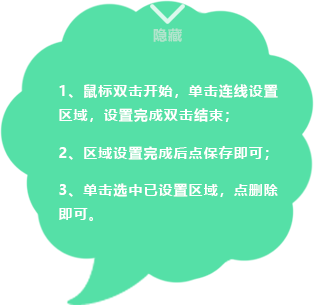 隐藏
1、鼠标双击开始，单击连线设置
区域，设置完成双击结束；
2、区域设置完成后点保存即可；
3、单击选中已设置区域，点删除
即可。